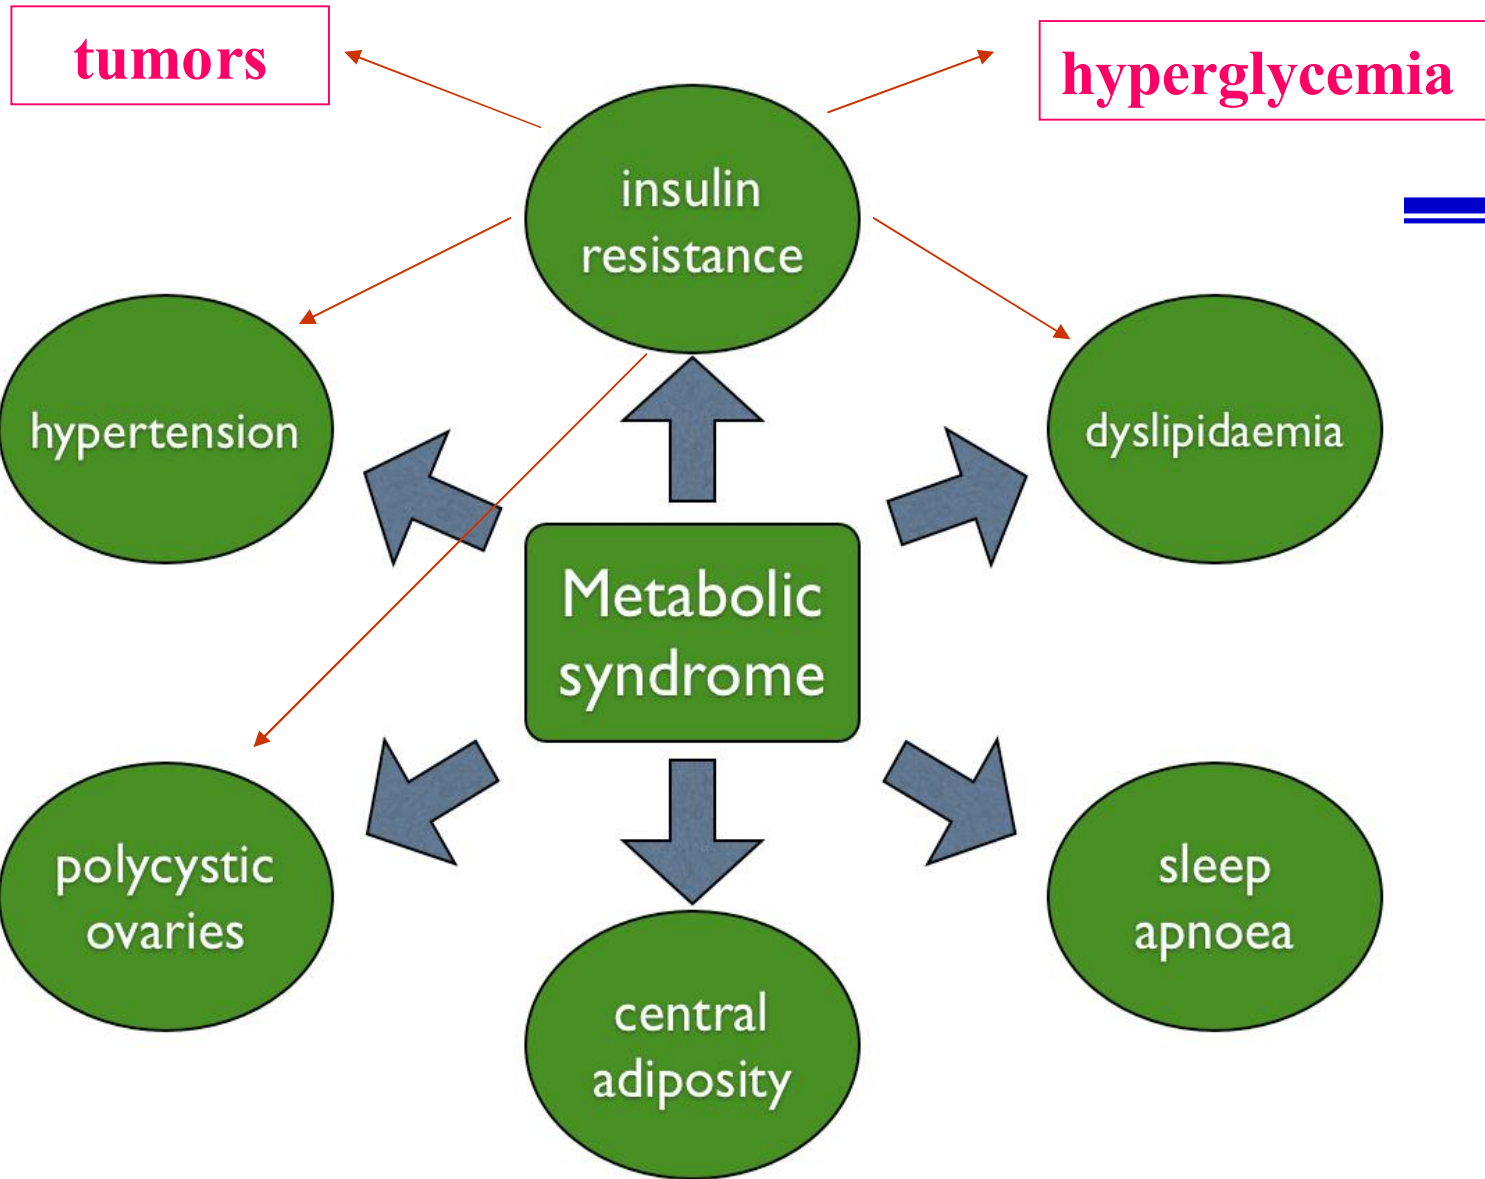 tumors
hyperglycemia
insulin
resistance
hypertension
dyslipidaemia
Metabolic
syndrome
polycystic
ovaries
sleep
apnoea
central
adiposity